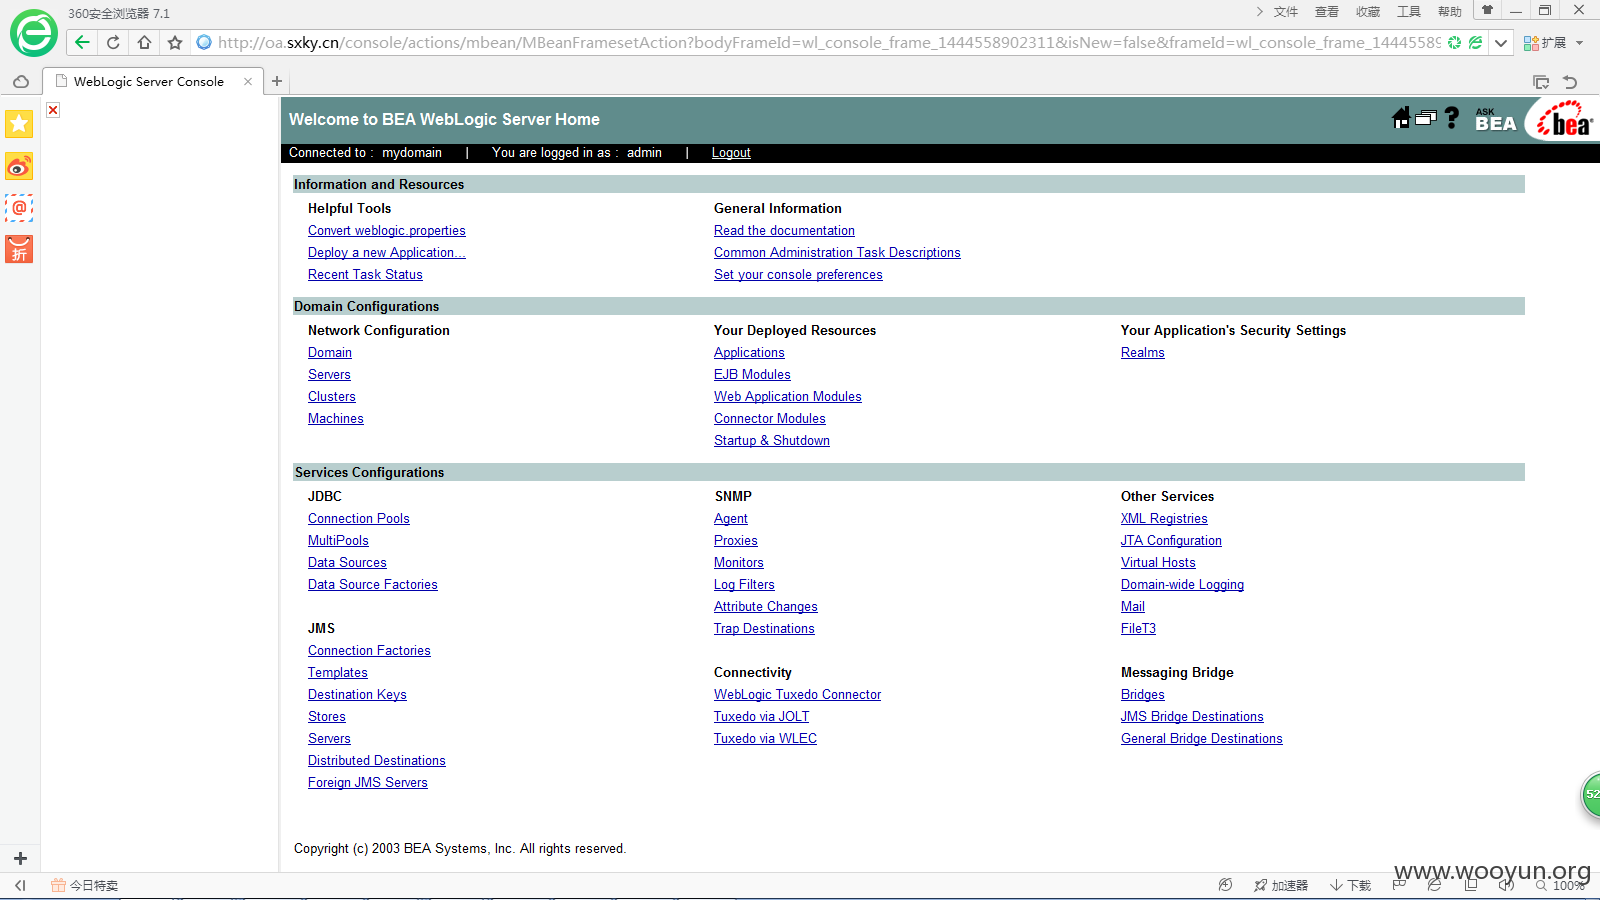 360安全浏览器 7.1
文件 查看 收藏 工具 帮助
http://oa.sxky.cn/console/actions/mbean/MBeanFramesetAction?bodyFrameId=wl_console_frame_1444558902311&isNew=false&frameId=wl_console_frame_14445589
扩展
WebLogic Server Console
Welcome to BEA WebLogic Server Home
ASK BEA
bea
Connected to : mydomain | You are logged in as : admin | Logout
Information and Resources
Helpful Tools
Convert weblogic.properties
Deploy a new Application...
Recent Task Status
General Information
Read the documentation
Common Administration Task Descriptions
Set your console preferences
Domain Configurations
Network Configuration
Domain
Servers
Clusters
Machines
Your Deployed Resources
Applications
EJB Modules
Web Application Modules
Connector Modules
Startup & Shutdown
Your Application's Security Settings
Realms
Services Configurations
JDBC
Connection Pools
MultiPools
Data Sources
Data Source Factories
JMS
Connection Factories
Templates
Destination Keys
Stores
Servers
Distributed Destinations
Foreign JMS Servers
SNMP
Agent
Proxies
Monitors
Log Filters
Attribute Changes
Trap Destinations
Connectivity
WebLogic Tuxedo Connector
Tuxedo via JOLT
Tuxedo via WLEC
Other Services
XML Registries
JTA Configuration
Virtual Hosts
Domain-wide Logging
Mail
FileT3
Messaging Bridge
Bridges
JMS Bridge Destinations
General Bridge Destinations
Copyright (c) 2003 BEA Systems, Inc. All rights reserved.
折
52
www.wooyun.org
今日特卖
加速器
下载
100%